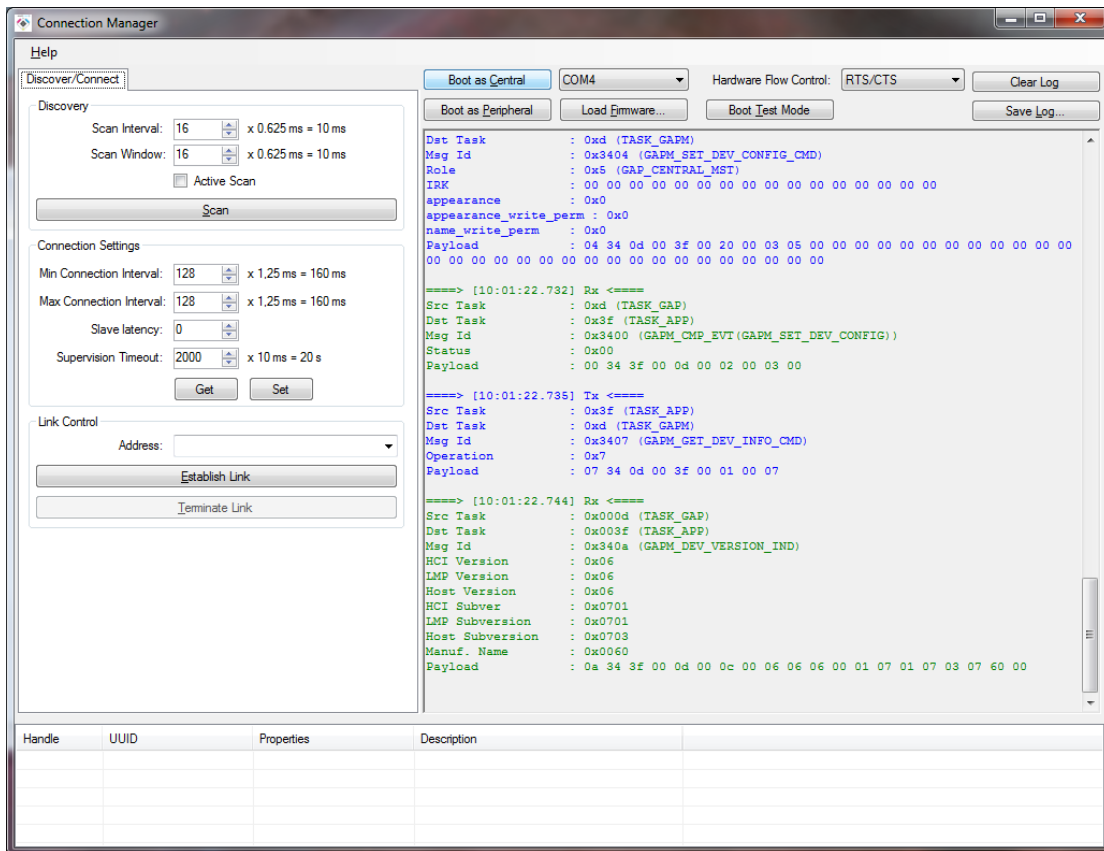 Connection Manager
Help
Discover/Connect
Discovery
Scan Interval: 16 x 0.625 ms = 10 ms
Scan Window: 16 x 0.625 ms = 10 ms
Active Scan
Scan
Connection Settings
Min Connection Interval: 128 x 1,25 ms = 160 ms
Max Connection Interval: 128 x 1,25 ms = 160 ms
Slave latency: 0
Supervision Timeout: 2000 x 10 ms = 20 s
Get Set
Link Control
Address:
Establish Link
Terminate Link
Boot as Central COM4 Hardware Flow Control: RTS/CTS Clear Log
Boot as Peripheral Load Firmware... Boot Test Mode Save Log...
Dst Task : 0xd (TASK_GAPM)
Msg Id : 0x3404 (GAPM_SET_DEV_CONFIG_CMD)
Role : 0x5 (GAP_CENTRAL_MST)
IRK : 00 00 00 00 00 00 00 00 00 00 00 00 00 00 00 00
appearance : 0x0
appearance_write_perm : 0x0
name_write_perm : 0x0
Payload : 04 34 0d 00 3f 00 20 00 03 05 00 00 00 00 00 00 00 00 00 00 00 00
00 00 00 00 00 00 00 00 00 00 00 00 00 00 00 00 00 00
====> [10:01:22.732] Rx <====
Src Task : 0xd (TASK_GAP)
Dst Task : 0x3f (TASK_APP)
Msg Id : 0x3400 (GAPM_CMP_EVT(GAPM_SET_DEV_CONFIG))
Status : 0x00
Payload : 00 34 3f 00 0d 00 02 00 03 00
====> [10:01:22.735] Tx <====
Src Task : 0x3f (TASK_APP)
Dst Task : 0xd (TASK_GAPM)
Msg Id : 0x3407 (GAPM_GET_DEV_INFO_CMD)
Operation : 0x7
Payload : 07 34 0d 00 3f 00 01 00 07
====> [10:01:22.744] Rx <====
Src Task : 0x000d (TASK_GAP)
Dst Task : 0x003f (TASK_APP)
Msg Id : 0x340a (GAPM_DEV_VERSION_IND)
HCI Version : 0x06
LMP Version : 0x06
Host Version : 0x06
HCI Subver : 0x0701
LMP Subversion : 0x0701
Host Subversion : 0x0703
Manuf. Name : 0x0060
Payload : 0a 34 3f 00 0d 00 0c 00 06 06 06 00 01 07 01 07 03 07 60 00
Handle UUID Properties Description